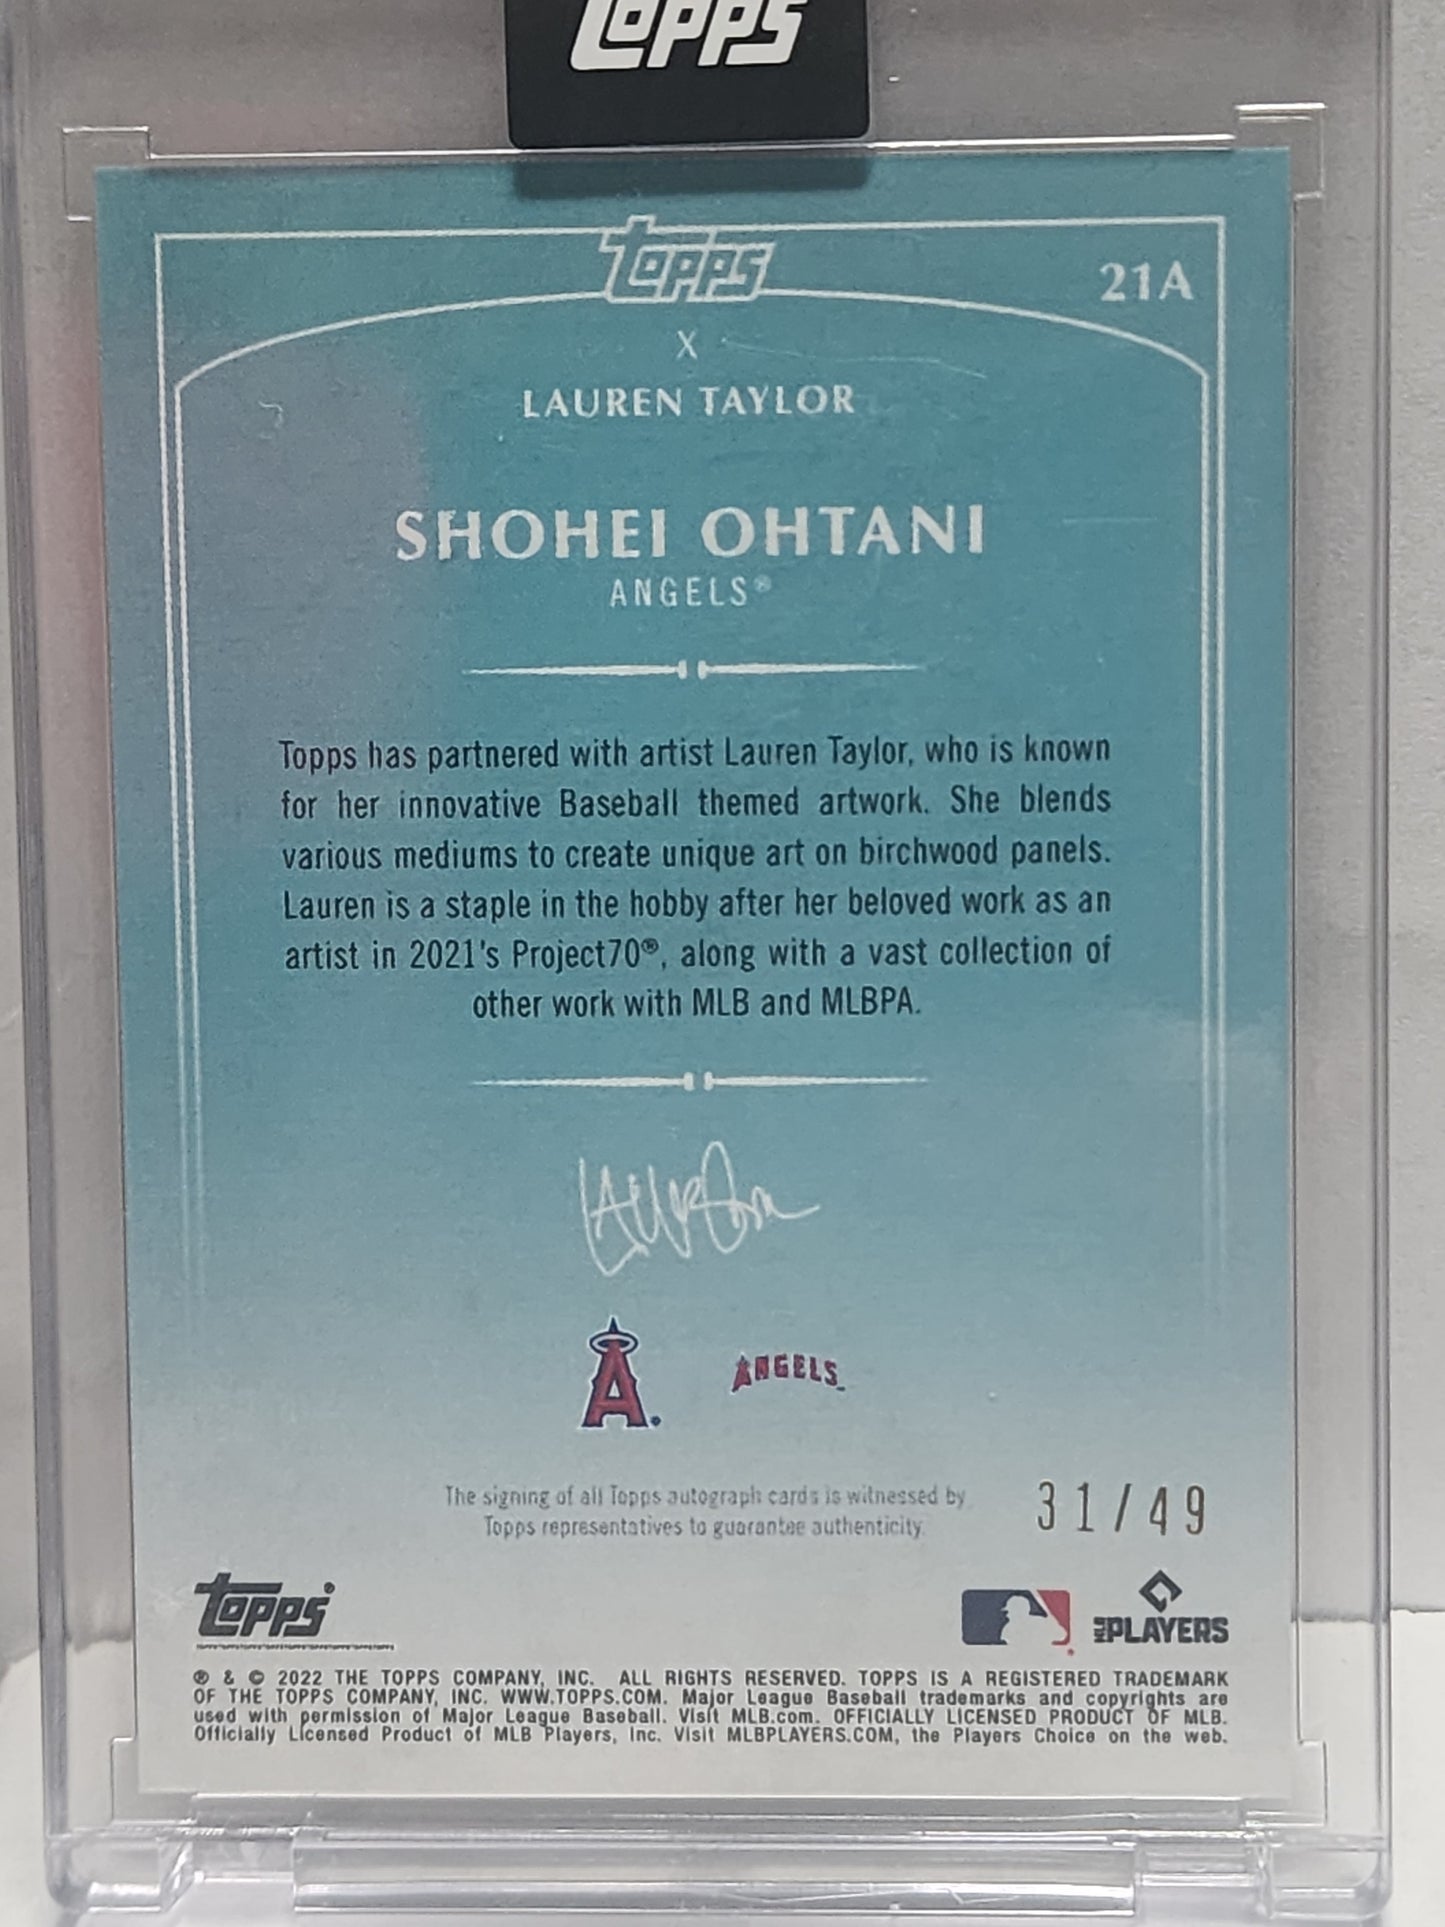 Topps
Topps
21A
X
LAUREN TAYLOR
SHOHEI OHTANI
ANGELS®
Topps has partnered with artist Lauren Taylor, who is known
for her innovative Baseball themed artwork. She blends
various mediums to create unique art on birchwood panels.
Lauren is a staple in the hobby after her beloved work as an
artist in 2021's Project70®, along with a vast collection of
other work with MLB and MLBPA.
A
ANGELS
The signing of all Topps autograph cards is witnessed by
Topps representatives to guarantee authenticity.
31/49
Topps
MLB PLAYERS
® & © 2022 THE TOPPS COMPANY, INC. ALL RIGHTS RESERVED. TOPPS IS A REGISTERED TRADEMARK
OF THE TOPPS COMPANY, INC. WWW.TOPPS.COM. Major League Baseball trademarks and copyrights are
used with permission of Major League Baseball. Visit MLB.com. OFFICIALLY LICENSED PRODUCT OF MLB.
Officially Licensed Product of MLB Players, Inc. Visit MLBPLAYERS.COM, the Players Choice on the web.